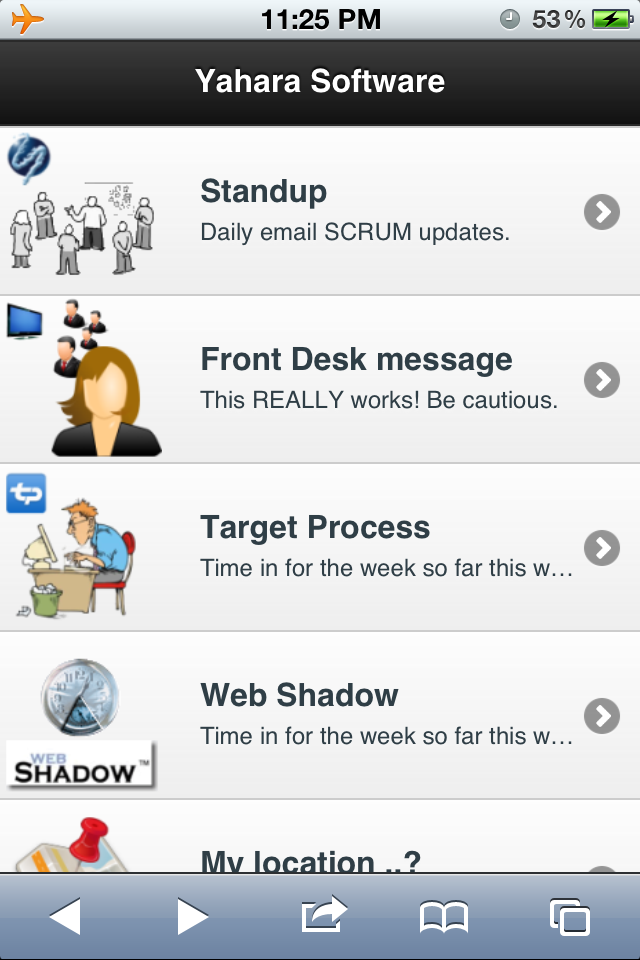 11:25 PM
53%
Yahara Software
Standup
Daily email SCRUM updates.
Front Desk message
This REALLY works! Be cautious.
tp
Target Process
Time in for the week so far this w…
Web Shadow
Time in for the week so far this w…
WEB
SHADOW™
My location ..?